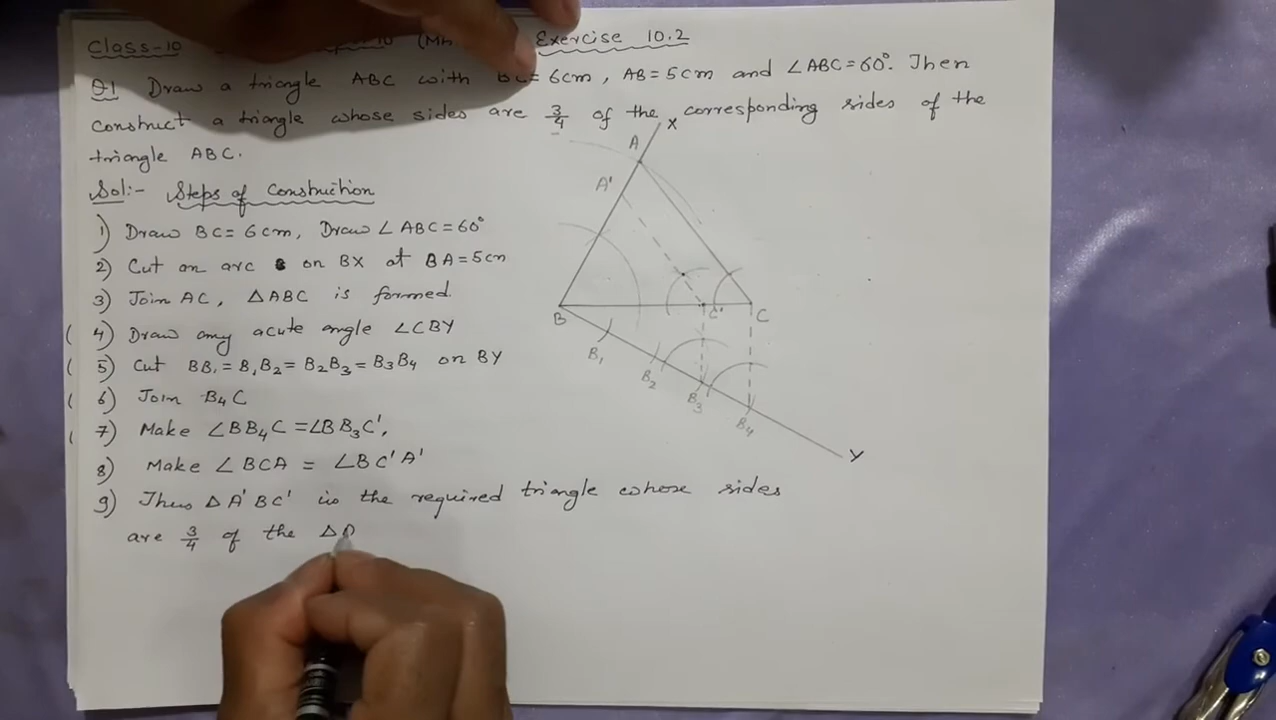 Class-10 (Mh Exercise 10.2
Q1 Draw a triangle ABC with BC = 6cm, AB = 5cm and ∠ABC = 60°. Then
construct a triangle whose sides are 3/4 of the corresponding sides of the
triangle ABC.
Sol:- Steps of Construction
1) Draw BC = 6cm, Draw ∠ABC = 60°
2) Cut an arc on BX at BA = 5cm
3) Join AC, △ABC is formed.
4) Draw any acute angle ∠CBY
5) Cut BB₁ = B₁B₂ = B₂B₃ = B₃B₄ on BY
6) Join B₄C
7) Make ∠BB₄C = ∠BB₃C',
8) Make ∠BCA = ∠BC'A'
9) Thus △A'BC' is the required triangle whose sides
are 3/4 of the △
X
A
A'
B
C'
C
B₁
B₂
B₃
B₄
Y